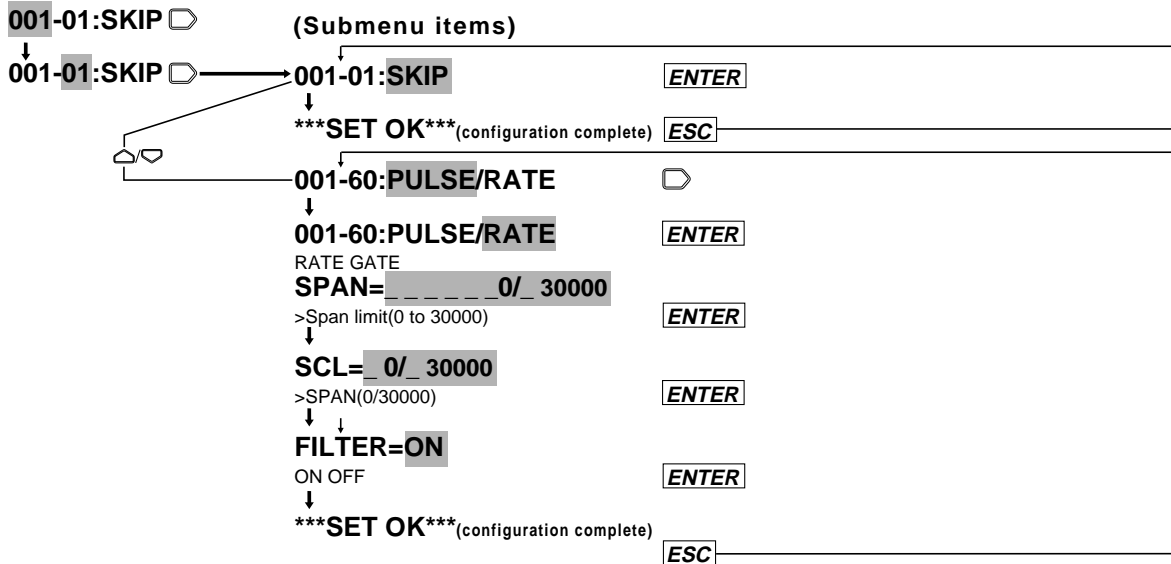 001-01:SKIP
(Submenu items)
001-01:SKIP
001-01:SKIP
ENTER
***SET OK***(configuration complete)
ESC
/
001-60:PULSE/RATE
001-60:PULSE/RATE
ENTER
RATE GATE
SPAN=_ _ _ _ _ _0/_ 30000
>Span limit(0 to 30000)
ENTER
SCL=_ 0/_ 30000
>SPAN(0/30000)
ENTER
FILTER=ON
ON OFF
ENTER
***SET OK***(configuration complete)
ESC